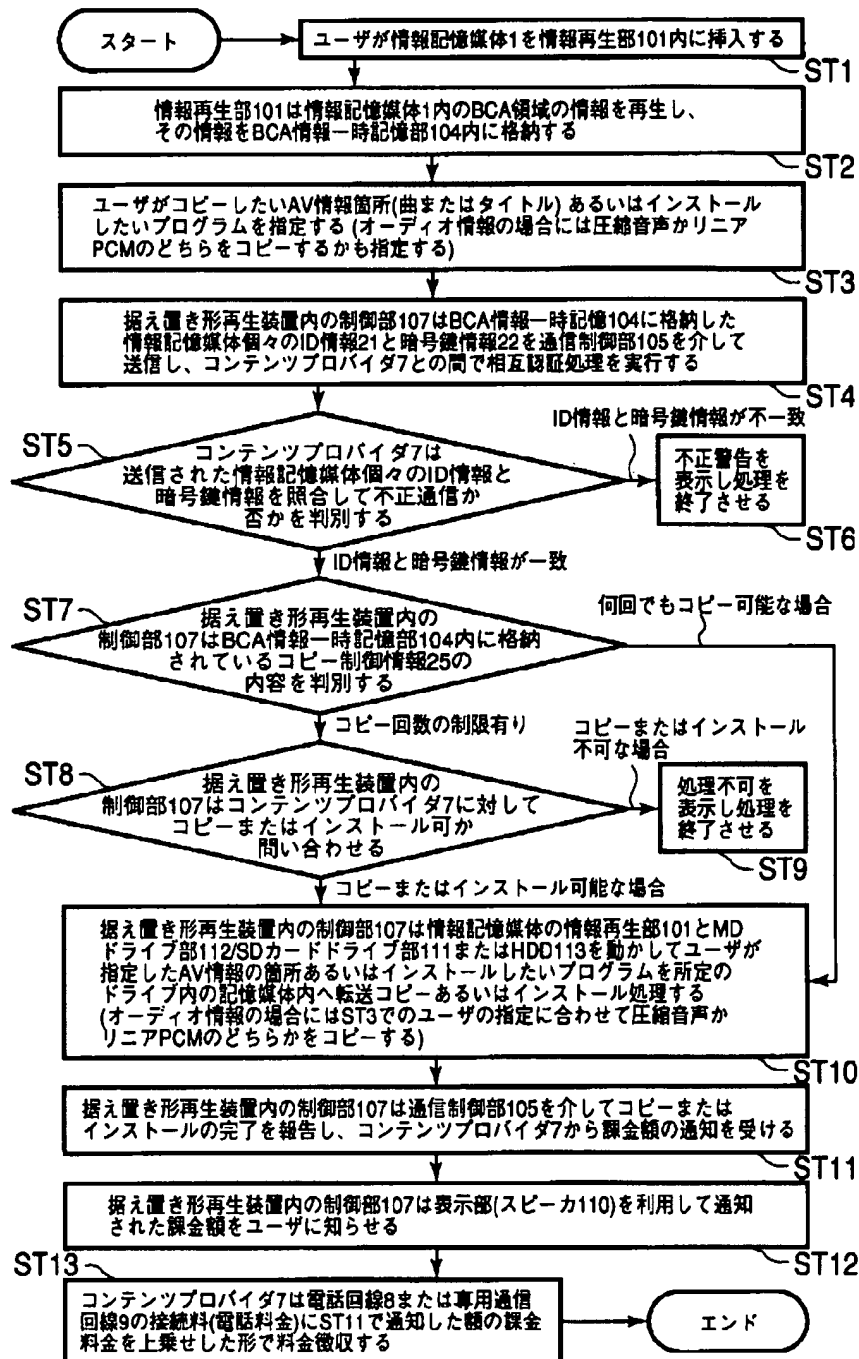 スタート
ユーザが情報記憶媒体1を情報再生部101内に挿入する
ST1
情報再生部101は情報記憶媒体1内のBCA領域の情報を再生し、
その情報をBCA情報一時記憶部104内に格納する
ST2
ユーザがコピーしたいAV情報箇所(曲またはタイトル) あるいはインストール
したいプログラムを指定する (オーディオ情報の場合には圧縮音声かリニア
PCMのどちらをコピーするかも指定する)
ST3
据え置き形再生装置内の制御部107はBCA情報一時記憶104に格納した
情報記憶媒体個々のID情報21と暗号鍵情報22を通信制御部105を介して
送信し、コンテンツプロバイダ7との間で相互認証処理を実行する
ST4
ID情報と暗号鍵情報が不一致
ST5
コンテンツプロバイダ7は
送信された情報記憶媒体個々のID情報と
暗号鍵情報を照合して不正通信か
否かを判別する
不正警告を
表示し処理を
終了させる
ST6
ID情報と暗号鍵情報が一致
ST7
据え置き形再生装置内の
制御部107はBCA情報一時記憶部104内に格納
されているコピー制御情報25の
内容を判別する
何回でもコピー可能な場合
コピー回数の制限有り
コピーまたはインストール
不可な場合
ST8
据え置き形再生装置内の
制御部107はコンテンツプロバイダ7に対して
コピーまたはインストール可か
問い合わせる
処理不可を
表示し処理を
終了させる
ST9
コピーまたはインストール可能な場合
据え置き形再生装置内の制御部107は情報記憶媒体の情報再生部101とMD
ドライブ部112/SDカードドライブ部111またはHDD113を動かしてユーザが
指定したAV情報の箇所あるいはインストールしたいプログラムを所定の
ドライブ内の記憶媒体内へ転送コピーあるいはインストール処理する
(オーディオ情報の場合にはST3でのユーザの指定に合わせて圧縮音声か
リニアPCMのどちらかをコピーする)
ST10
据え置き形再生装置内の制御部107は通信制御部105を介してコピーまたは
インストールの完了を報告し、コンテンツプロバイダ7から課金額の通知を受ける
ST11
据え置き形再生装置内の制御部107は表示部(スピーカ110)を利用して通知
された課金額をユーザに知らせる
ST12
ST13
コンテンツプロバイダ7は電話回線8または専用通信
回線9の接続料(電話料金)にST11で通知した額の課金
料金を上乗せした形で料金徴収する
エンド